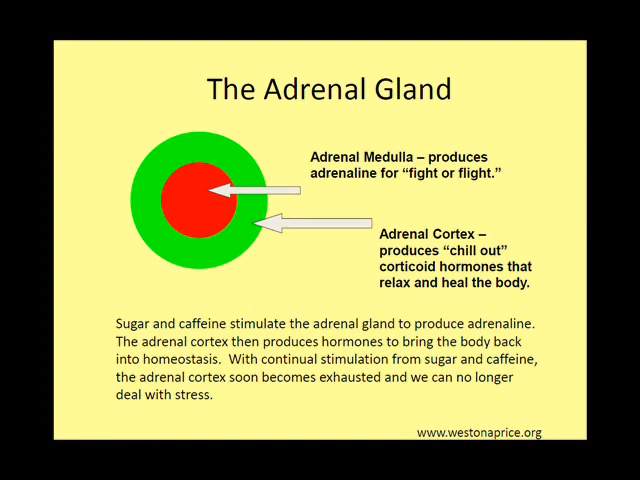 The Adrenal Gland
Adrenal Medulla – produces
adrenaline for “fight or flight.”
Adrenal Cortex –
produces “chill out”
corticoid hormones that
relax and heal the body.
Sugar and caffeine stimulate the adrenal gland to produce adrenaline.
The adrenal cortex then produces hormones to bring the body back
into homeostasis.  With continual stimulation from sugar and caffeine,
the adrenal cortex soon becomes exhausted and we can no longer
deal with stress.
www.westonaprice.org